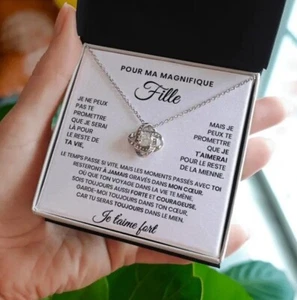 POUR MA MAGNIFIQUE
Fille
JE NE PEUX
PAS TE
PROMETTRE
QUE JE SERAI
LÀ POUR
LE RESTE DE
TA VIE,
MAIS JE
PEUX TE
PROMETTRE
QUE JE
T'AIMERAI
POUR LE RESTE
DE LA MIENNE.
LE TEMPS PASSE SI VITE, MAIS LES MOMENTS PASSÉS AVEC TOI
RESTERONT À JAMAIS GRAVÉS DANS MON CŒUR.
OÙ QUE TON VOYAGE DANS LA VIE TE MÈNE,
SOIS TOUJOURS AUSSI FORTE ET COURAGEUSE.
GARDE-MOI TOUJOURS DANS TON CŒUR,
CAR TU SERAS TOUJOURS DANS LE MIEN.
Je t'aime fort